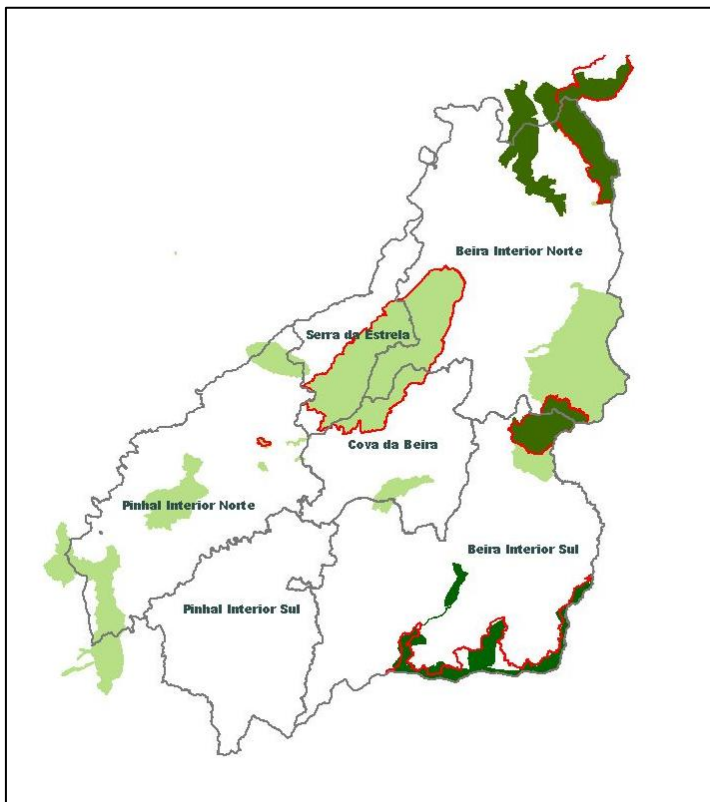 Beira Interior Norte
Serra da Estrela
Cova da Beira
Pinhal Interior Norte
Beira Interior Sul
Pinhal Interior Sul